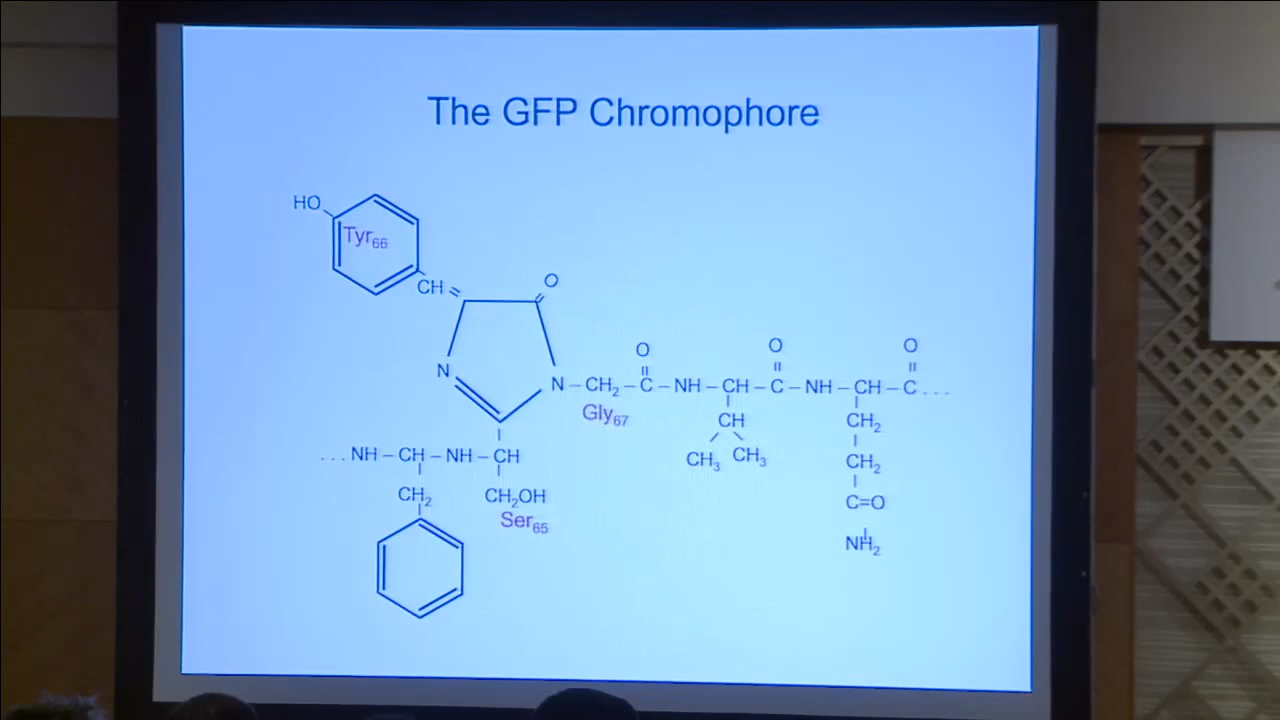 The GFP Chromophore
HO
Tyr66
CH
O
N
N – CH2 – C – NH – CH – C – NH – CH – C...
O
O
O
Gly67
CH
CH3 CH3
CH2
CH2
C=O
NH2
...NH – CH – NH – CH
CH2
CH2OH
Ser65